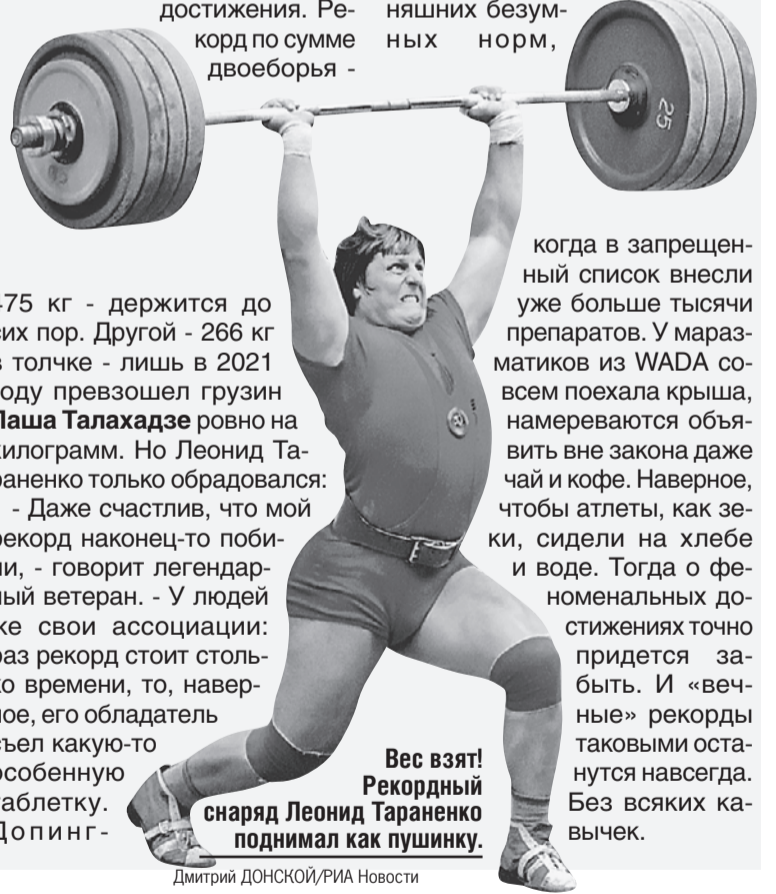 достижения. Ре-
корд по сумме
двоеборья -
475 кг - держится до
сих пор. Другой - 266 кг
в толчке - лишь в 2021
году превзошел грузин
Лаша Талахадзе ровно на
килограмм. Но Леонид Та-
раненко только обрадовался:
- Даже счастлив, что мой
рекорд наконец-то поби-
ли, - говорит легендар-
ный ветеран. - У людей
же свои ассоциации:
раз рекорд стоит столь-
ко времени, то, навер-
ное, его обладатель
съел какую-то
особенную
таблетку.
Допинг-
няшних безум-
ных норм,
когда в запрещен-
ный список внесли
уже больше тысячи
препаратов. У мараз-
матиков из WADA со-
всем поехала крыша,
намереваются объя-
вить вне закона даже
чай и кофе. Наверное,
чтобы атлеты, как зе-
ки, сидели на хлебе
и воде. Тогда о фе-
номенальных до-
стижениях точно
придется за-
быть. И «веч-
ные» рекорды
таковыми оста-
нутся навсегда.
Без всяких ка-
вычек.
25
Вес взят!
Рекордный
снаряд Леонид Тараненко
поднимал как пушинку.
Дмитрий ДОНСКОЙ/РИА Новости